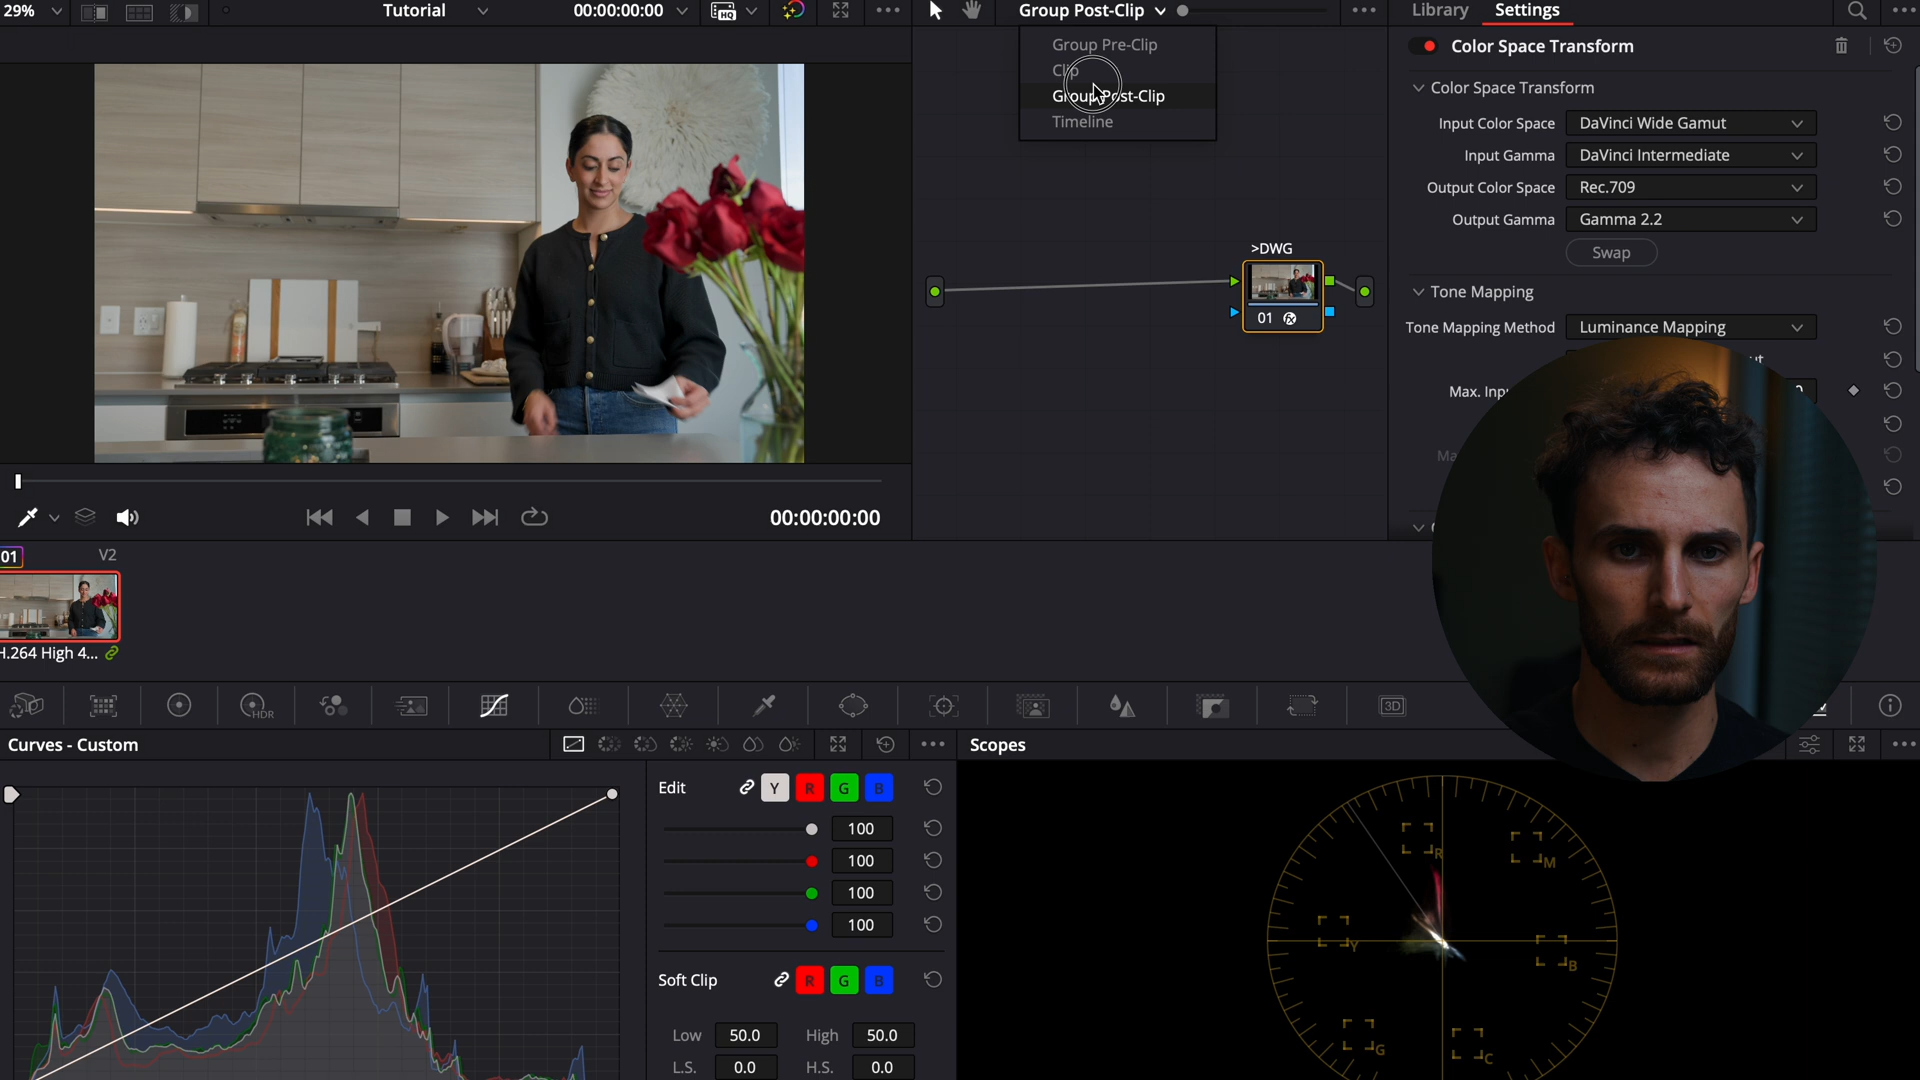 29%
Tutorial
00:00:00:00
HQ
Group Post-Clip
Library
Settings
Group Pre-Clip
Clip
Group Post-Clip
Timeline
Color Space Transform
Color Space Transform
Input Color Space
DaVinci Wide Gamut
Input Gamma
DaVinci Intermediate
Output Color Space
Rec.709
Output Gamma
Gamma 2.2
Swap
>DWG
01
Tone Mapping
Tone Mapping Method
Luminance Mapping
Max.
00:00:00:00
01
V2
H.264 High 4...
HDR
3D
Curves - Custom
Scopes
Edit
Y
R
G
B
100
100
100
100
Soft Clip
R
G
B
Low
50.0
High
50.0
L.S.
0.0
H.S.
0.0
R
M
Y
B
G
C